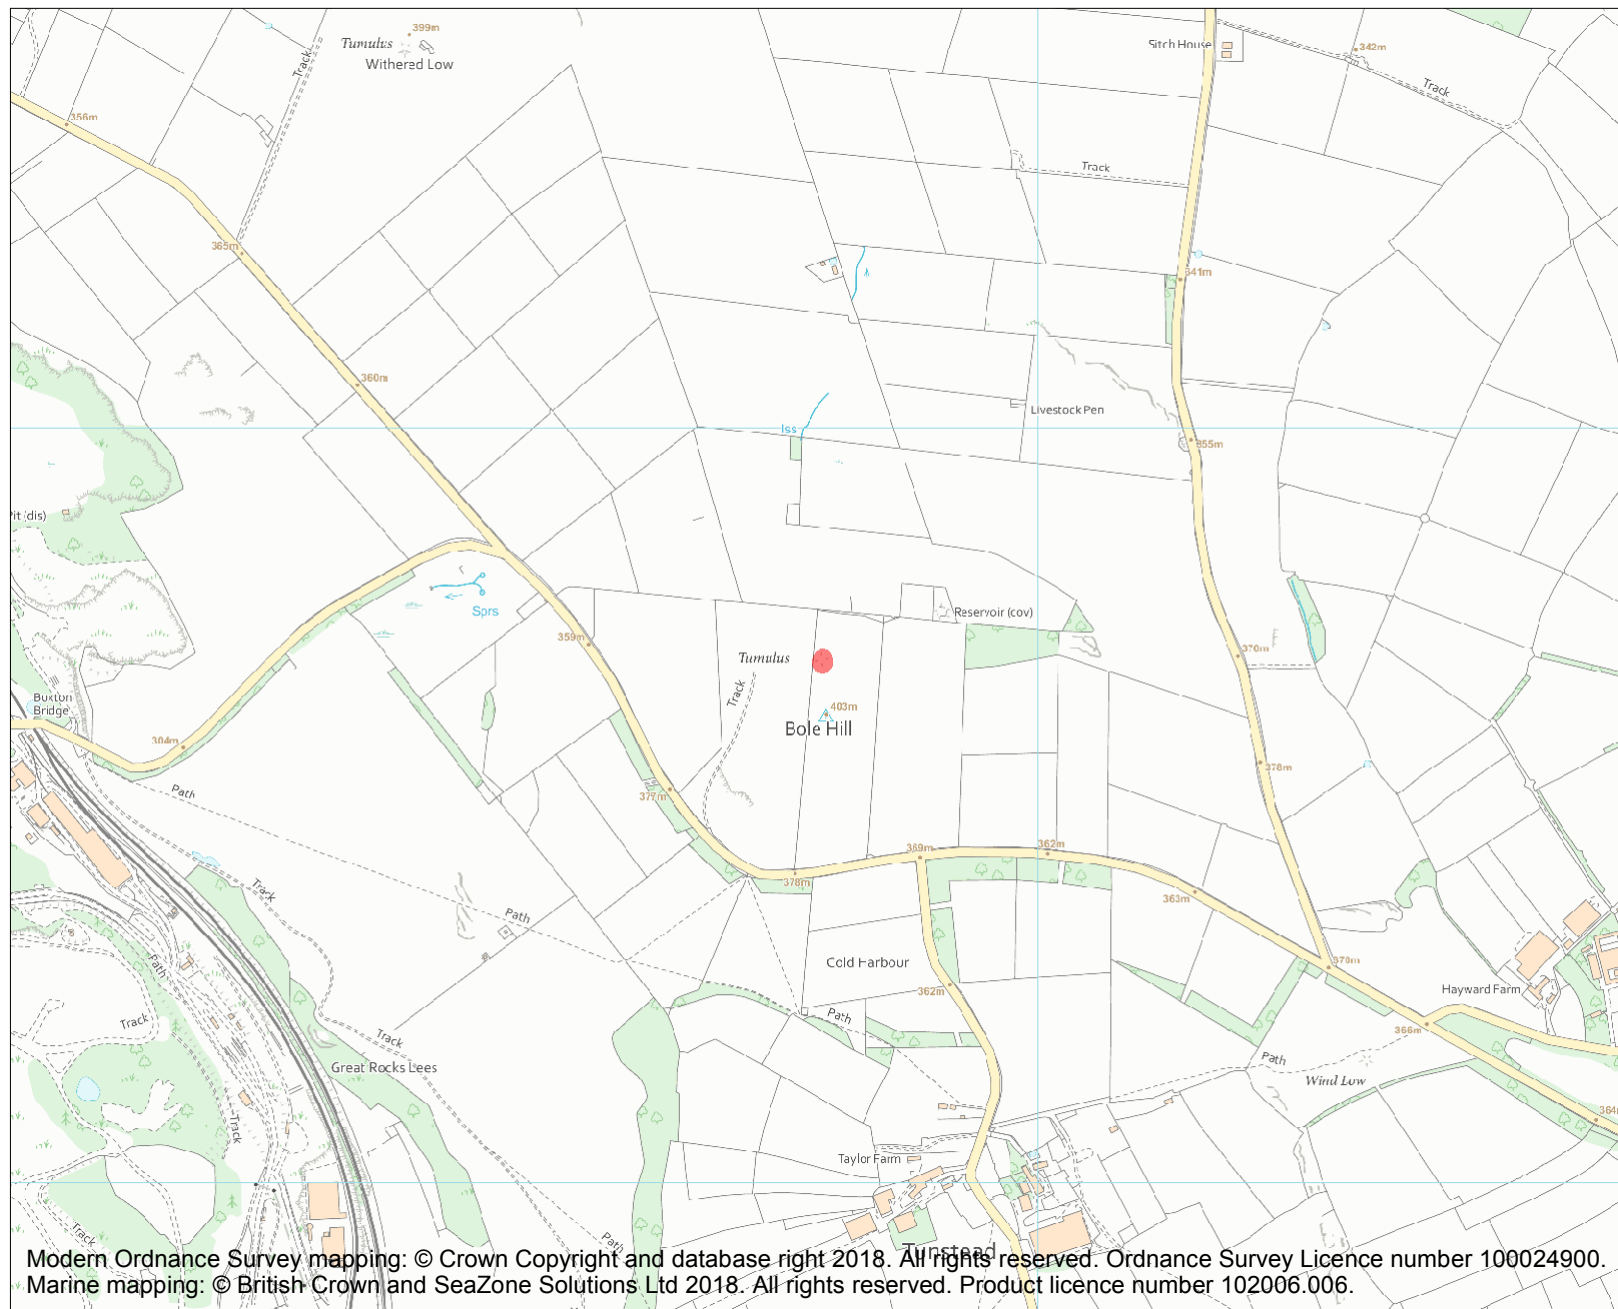 399m
Tumulus
Withered Low
Track
Sitch House
342m
Track
356m
Track
365m
341m
360m
Livestock Pen
Iss
355m
Pit (dis)
Sprs
Reservoir (cov)
359m
Tumulus
370m
Track
Buxton
Bridge
403m
Bole Hill
304m
378m
Path
377m
369m
362m
378m
363m
Track
Path
Cold Harbour
370m
Path
362m
Hayward Farm
Path
366m
Track
Track
Path
Great Rocks Lees
Wind Low
364m
Track
Taylor Farm
Track
Path
Tunstead
Modern Ordnance Survey mapping: © Crown Copyright and database right 2018. All rights reserved. Ordnance Survey Licence number 100024900.
Marine mapping: © British Crown and SeaZone Solutions Ltd 2018. All rights reserved. Product licence number 102006.006.